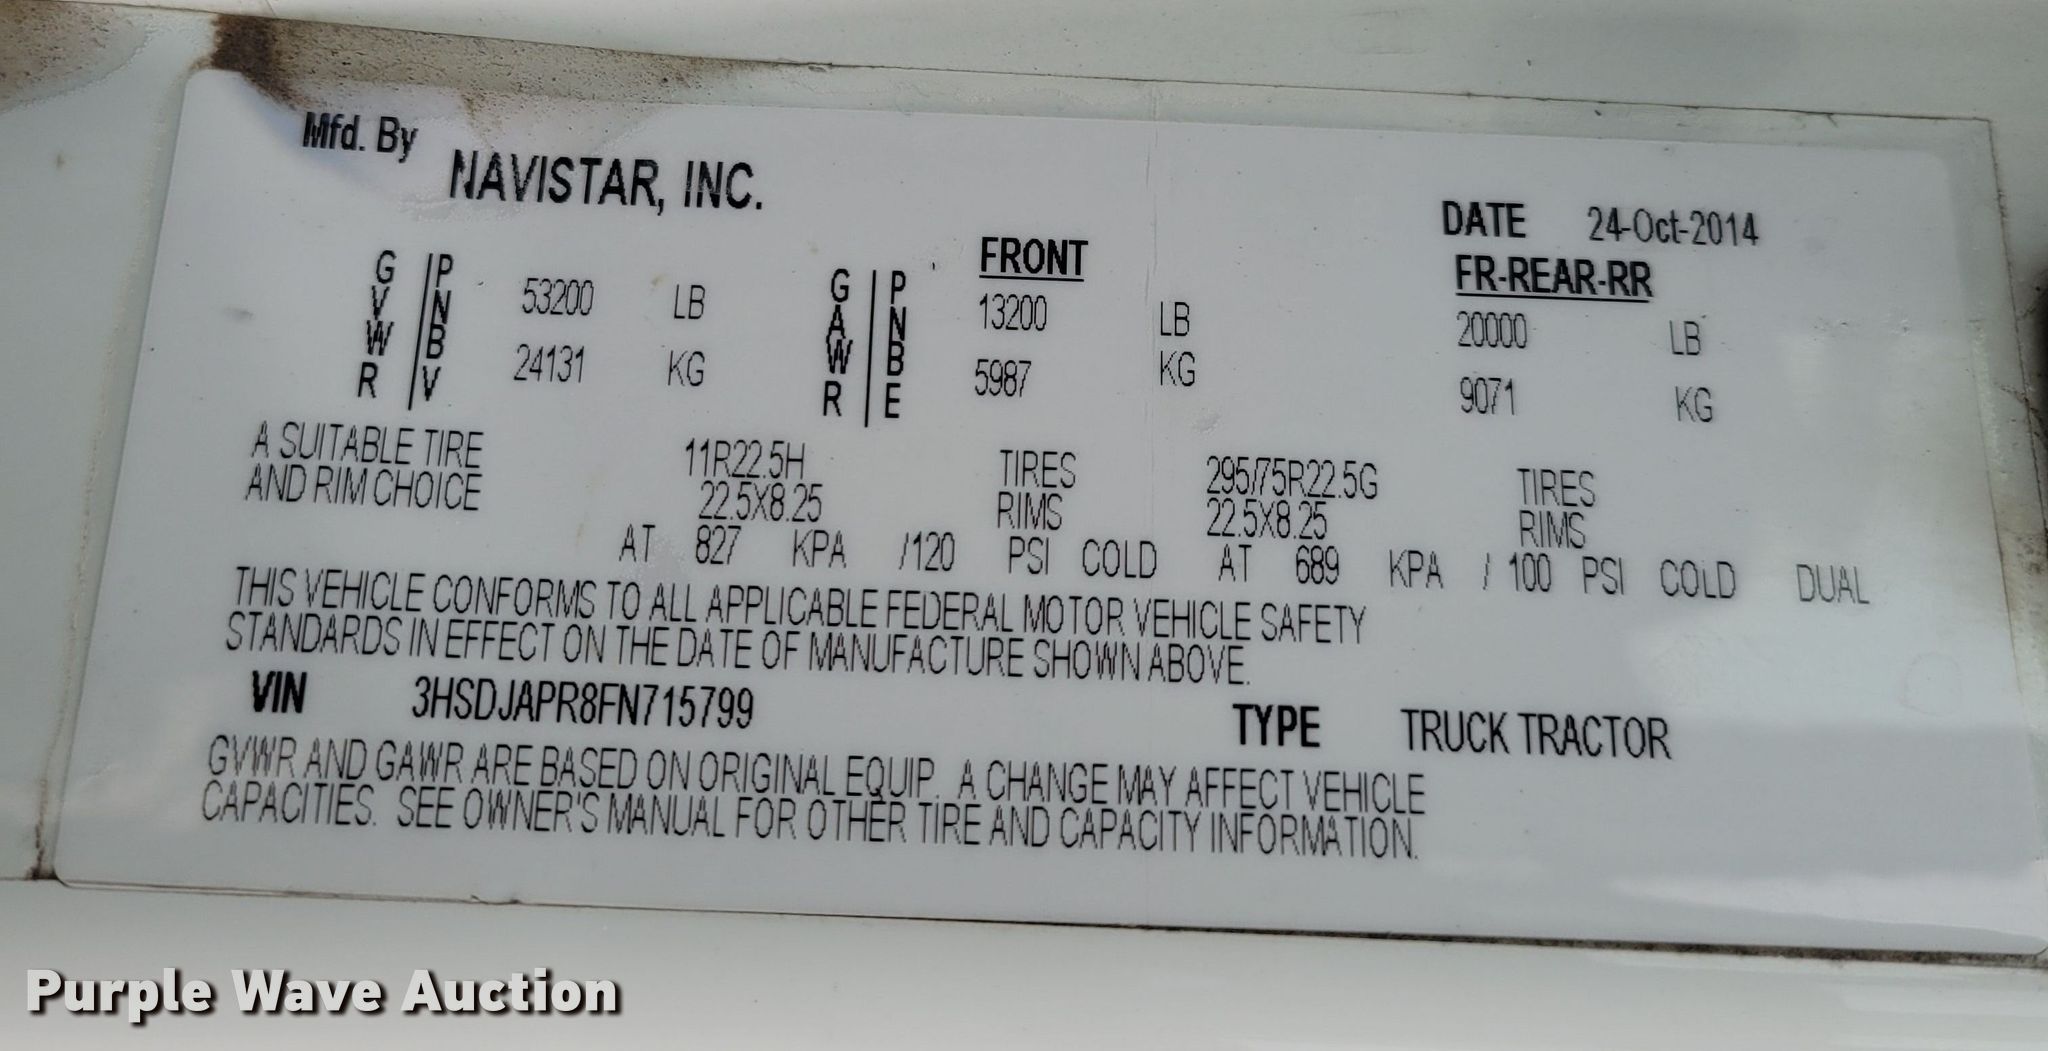 Mfd. By
NAVISTAR, INC.
DATE 24-Oct-2014
FRONT FR-REAR-RR
GVWR | PNBV 53200 LB GAWR | PNBE 13200 LB 20000 LB
24131 KG 5987 KG 9071 KG
A SUITABLE TIRE 11R22.5H TIRES 295/75R22.5G TIRES
AND RIM CHOICE 22.5X8.25 RIMS 22.5X8.25 RIMS
AT 827 KPA /120 PSI COLD AT 689 KPA / 100 PSI COLD DUAL
THIS VEHICLE CONFORMS TO ALL APPLICABLE FEDERAL MOTOR VEHICLE SAFETY
STANDARDS IN EFFECT ON THE DATE OF MANUFACTURE SHOWN ABOVE.
VIN 3HSDJAPR8FN715799 TYPE TRUCK TRACTOR
GVWR AND GAWR ARE BASED ON ORIGINAL EQUIP. A CHANGE MAY AFFECT VEHICLE
CAPACITIES. SEE OWNER'S MANUAL FOR OTHER TIRE AND CAPACITY INFORMATION.
Purple Wave Auction